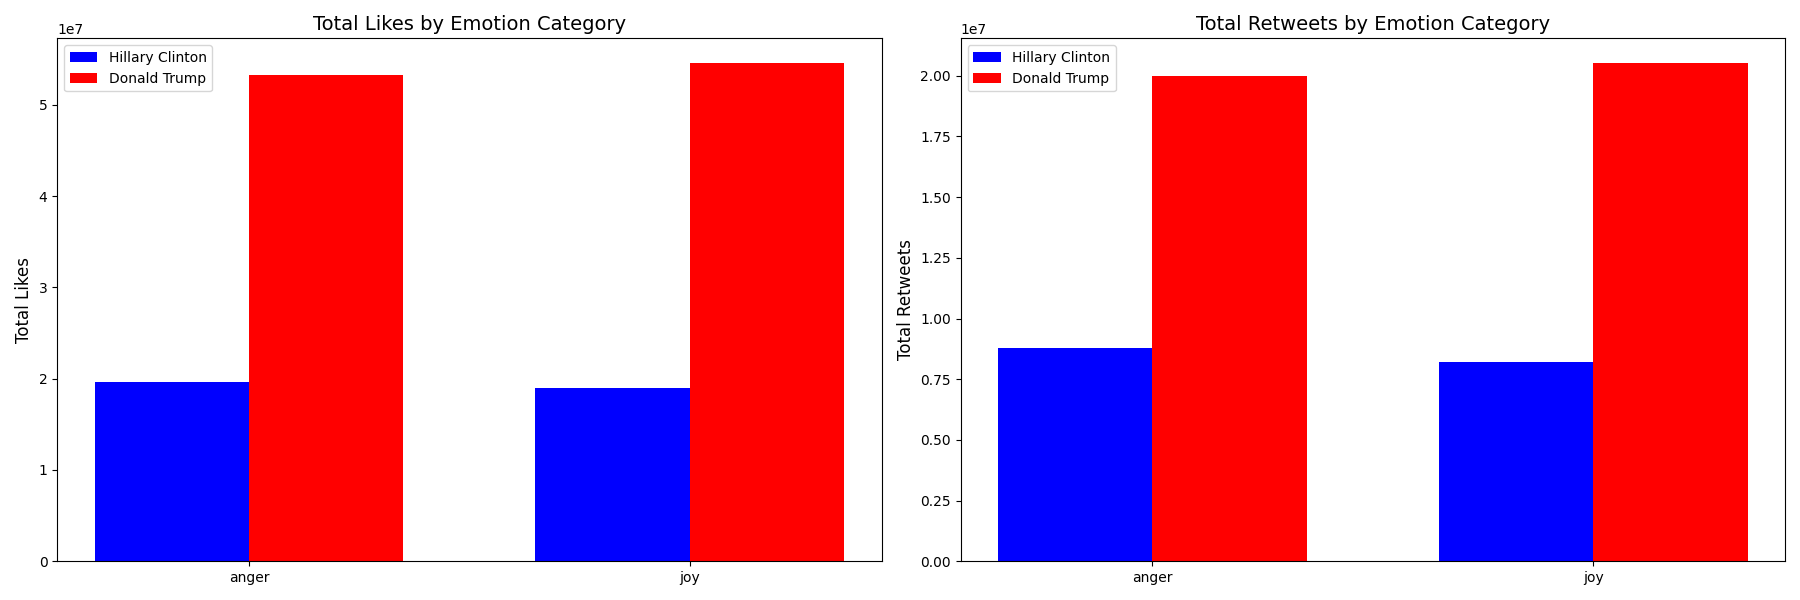 Total Likes by Emotion Category
1e7
Hillary Clinton
Donald Trump
Total Likes
5
4
3
2
1
0
anger
joy
Total Retweets by Emotion Category
1e7
Hillary Clinton
Donald Trump
Total Retweets
2.00
1.75
1.50
1.25
1.00
0.75
0.50
0.25
0.00
anger
joy